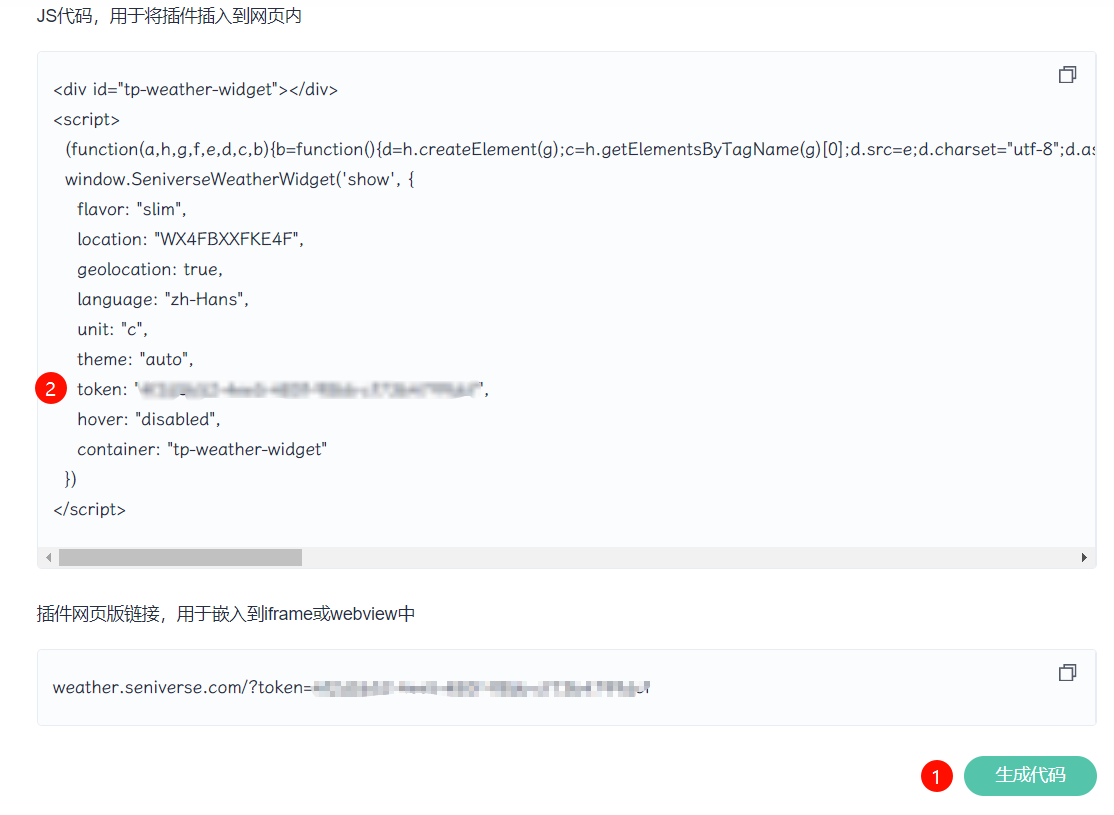 JS代码，用于将插件插入到网页内
<div id="tp-weather-widget"></div>
<script>
(function(a,h,g,f,e,d,c,b){b=function(){d=h.createElement(g);c=h.getElementsByTagName(g)[0];d.src=e;d.charset="utf-8";d.as
window.SeniverseWeatherWidget('show', {
flavor: "slim",
location: "WX4FBXXFKE4F",
geolocation: true,
language: "zh-Hans",
unit: "c",
theme: "auto",
2 token: "",
hover: "disabled",
container: "tp-weather-widget"
})
</script>
插件网页版链接，用于嵌入到iframe或webview中
weather.seniverse.com/?token=
1 生成代码